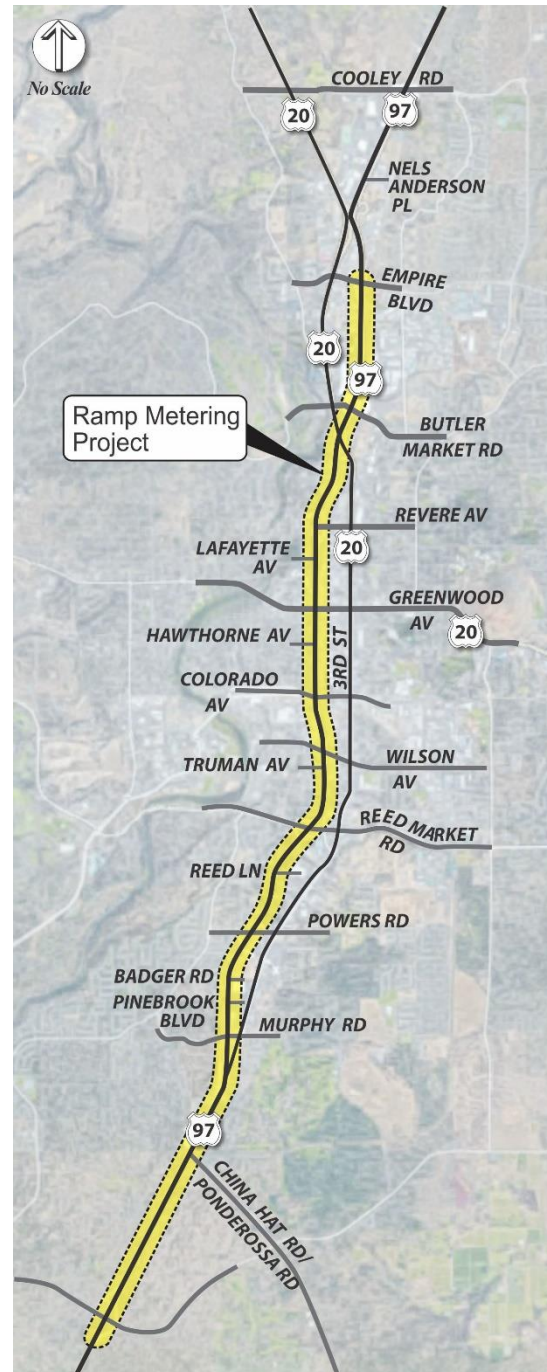 No Scale
COOLEY RD
20
97
NELS
ANDERSON
PL
EMPIRE
BLVD
20
97
Ramp Metering
Project
BUTLER
MARKET RD
REVERE AV
20
LAFAYETTE
AV
GREENWOOD
AV
20
HAWTHORNE AV
3RD ST
COLORADO
AV
WILSON
AV
TRUMAN AV
REED MARKET
RD
REED LN
POWERS RD
BADGER RD
PINEBROOK
BLVD
MURPHY RD
97
CHINA HAT RD/
PONDEROSSA RD